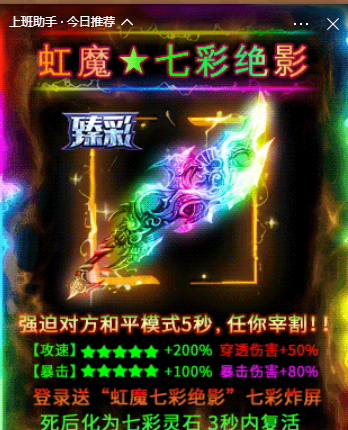 上班助手 · 今日推荐
虹魔★七彩绝影
臻彩
强迫对方和平模式5秒，任你宰割！！
【攻速】★★★★★ +200% 穿透伤害+50%
【暴击】★★★★★ +100% 暴击伤害+80%
登录送“虹魔七彩绝影” 七彩炸屏
死后化为七彩灵石 3秒内复活